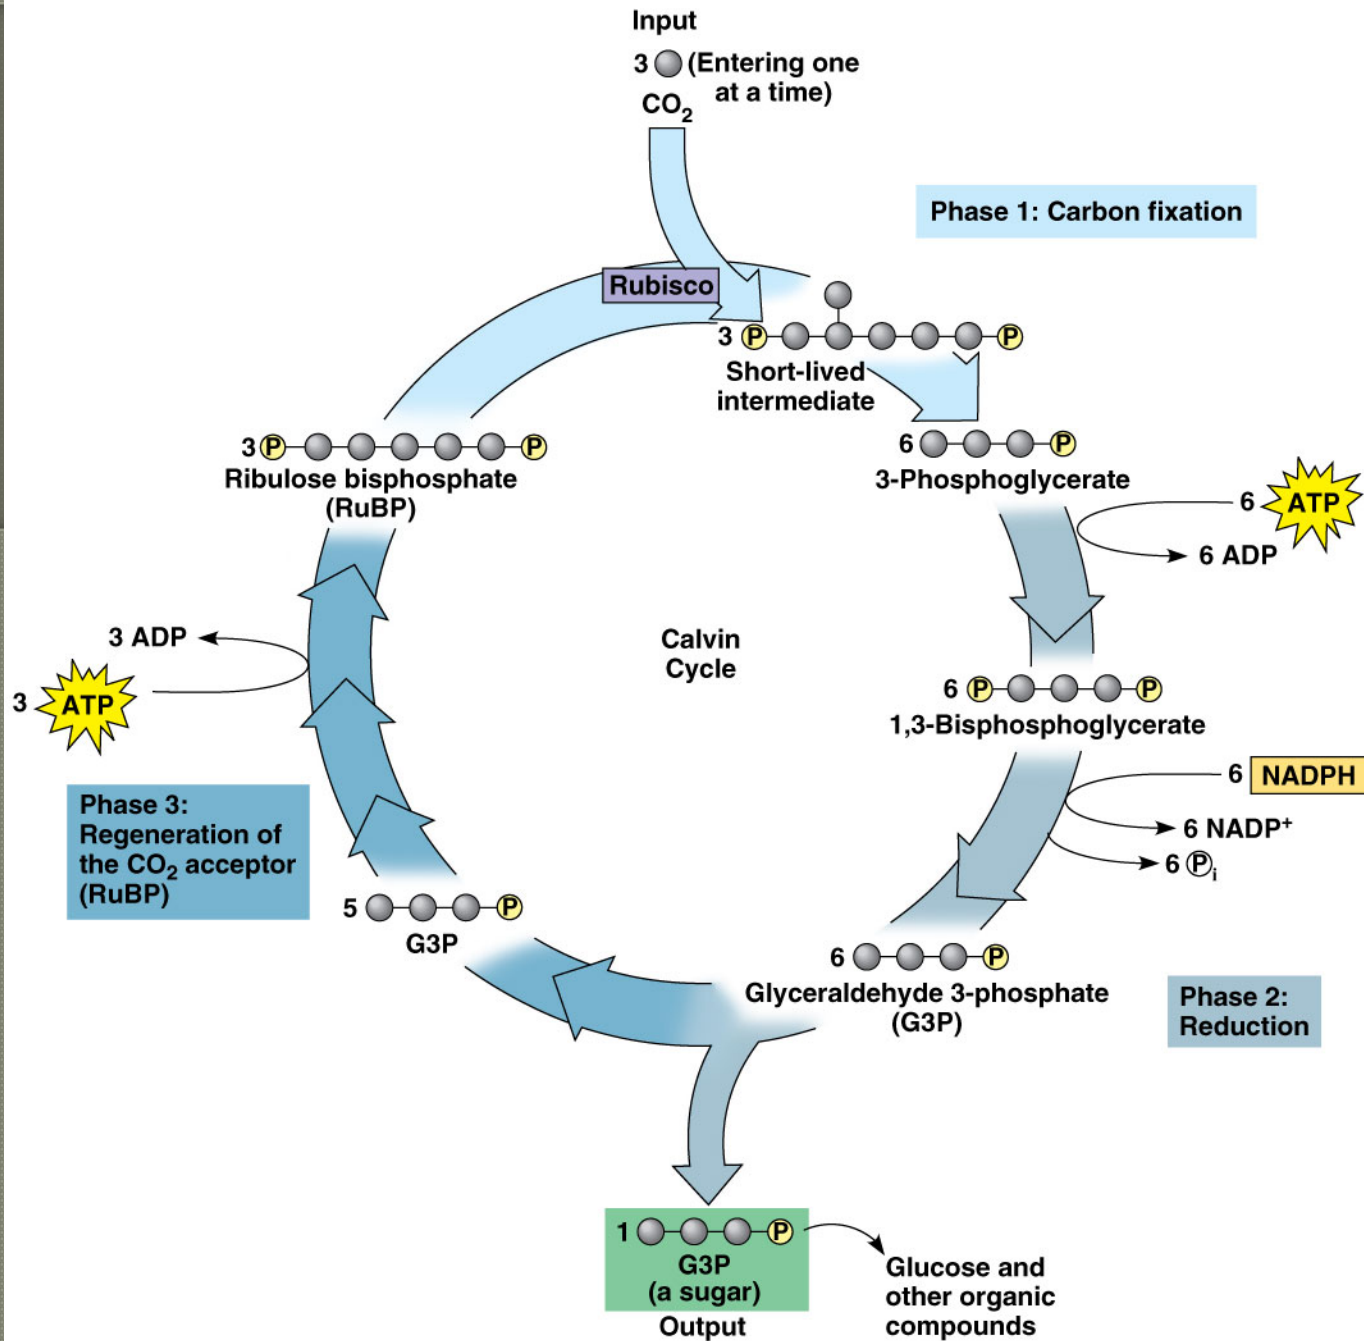 Input
3 (Entering one
at a time)
CO₂
Phase 1: Carbon fixation
Rubisco
3 P P
Short-lived
intermediate
3 P P
Ribulose bisphosphate
(RuBP)
6 P
3-Phosphoglycerate
6 ATP
6 ADP
3 ADP
3 ATP
Calvin
Cycle
6 P P
1,3-Bisphosphoglycerate
6 NADPH
6 NADP⁺
6 Pᵢ
Phase 3:
Regeneration of
the CO₂ acceptor
(RuBP)
5 P
G3P
6 P
Glyceraldehyde 3-phosphate
(G3P)
Phase 2:
Reduction
1 P
G3P
(a sugar)
Output
Glucose and
other organic
compounds